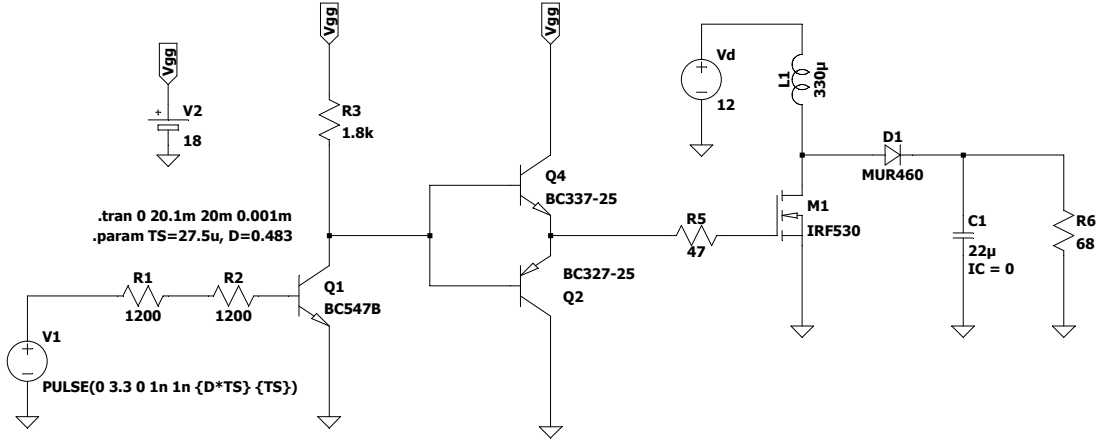 Vgg
Vgg
Vgg
V2
18
R3
1.8k
Vd
12
L1
330µ
D1
MUR460
Q4
BC337-25
M1
IRF530
R5
47
C1
22µ
IC = 0
R6
68
.tran 0 20.1m 20m 0.001m
.param TS=27.5u, D=0.483
BC327-25
Q2
R1
1200
R2
1200
Q1
BC547B
V1
PULSE(0 3.3 0 1n 1n {D*TS} {TS})